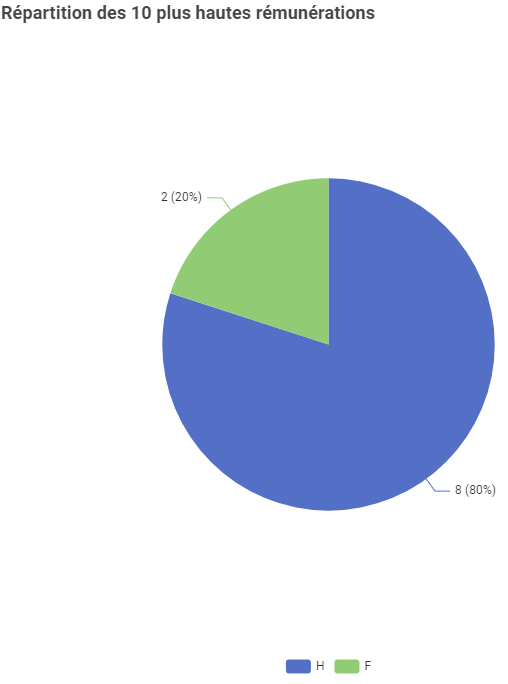 Répartition des 10 plus hautes rémunérations
2 (20%)
8 (80%)
H F